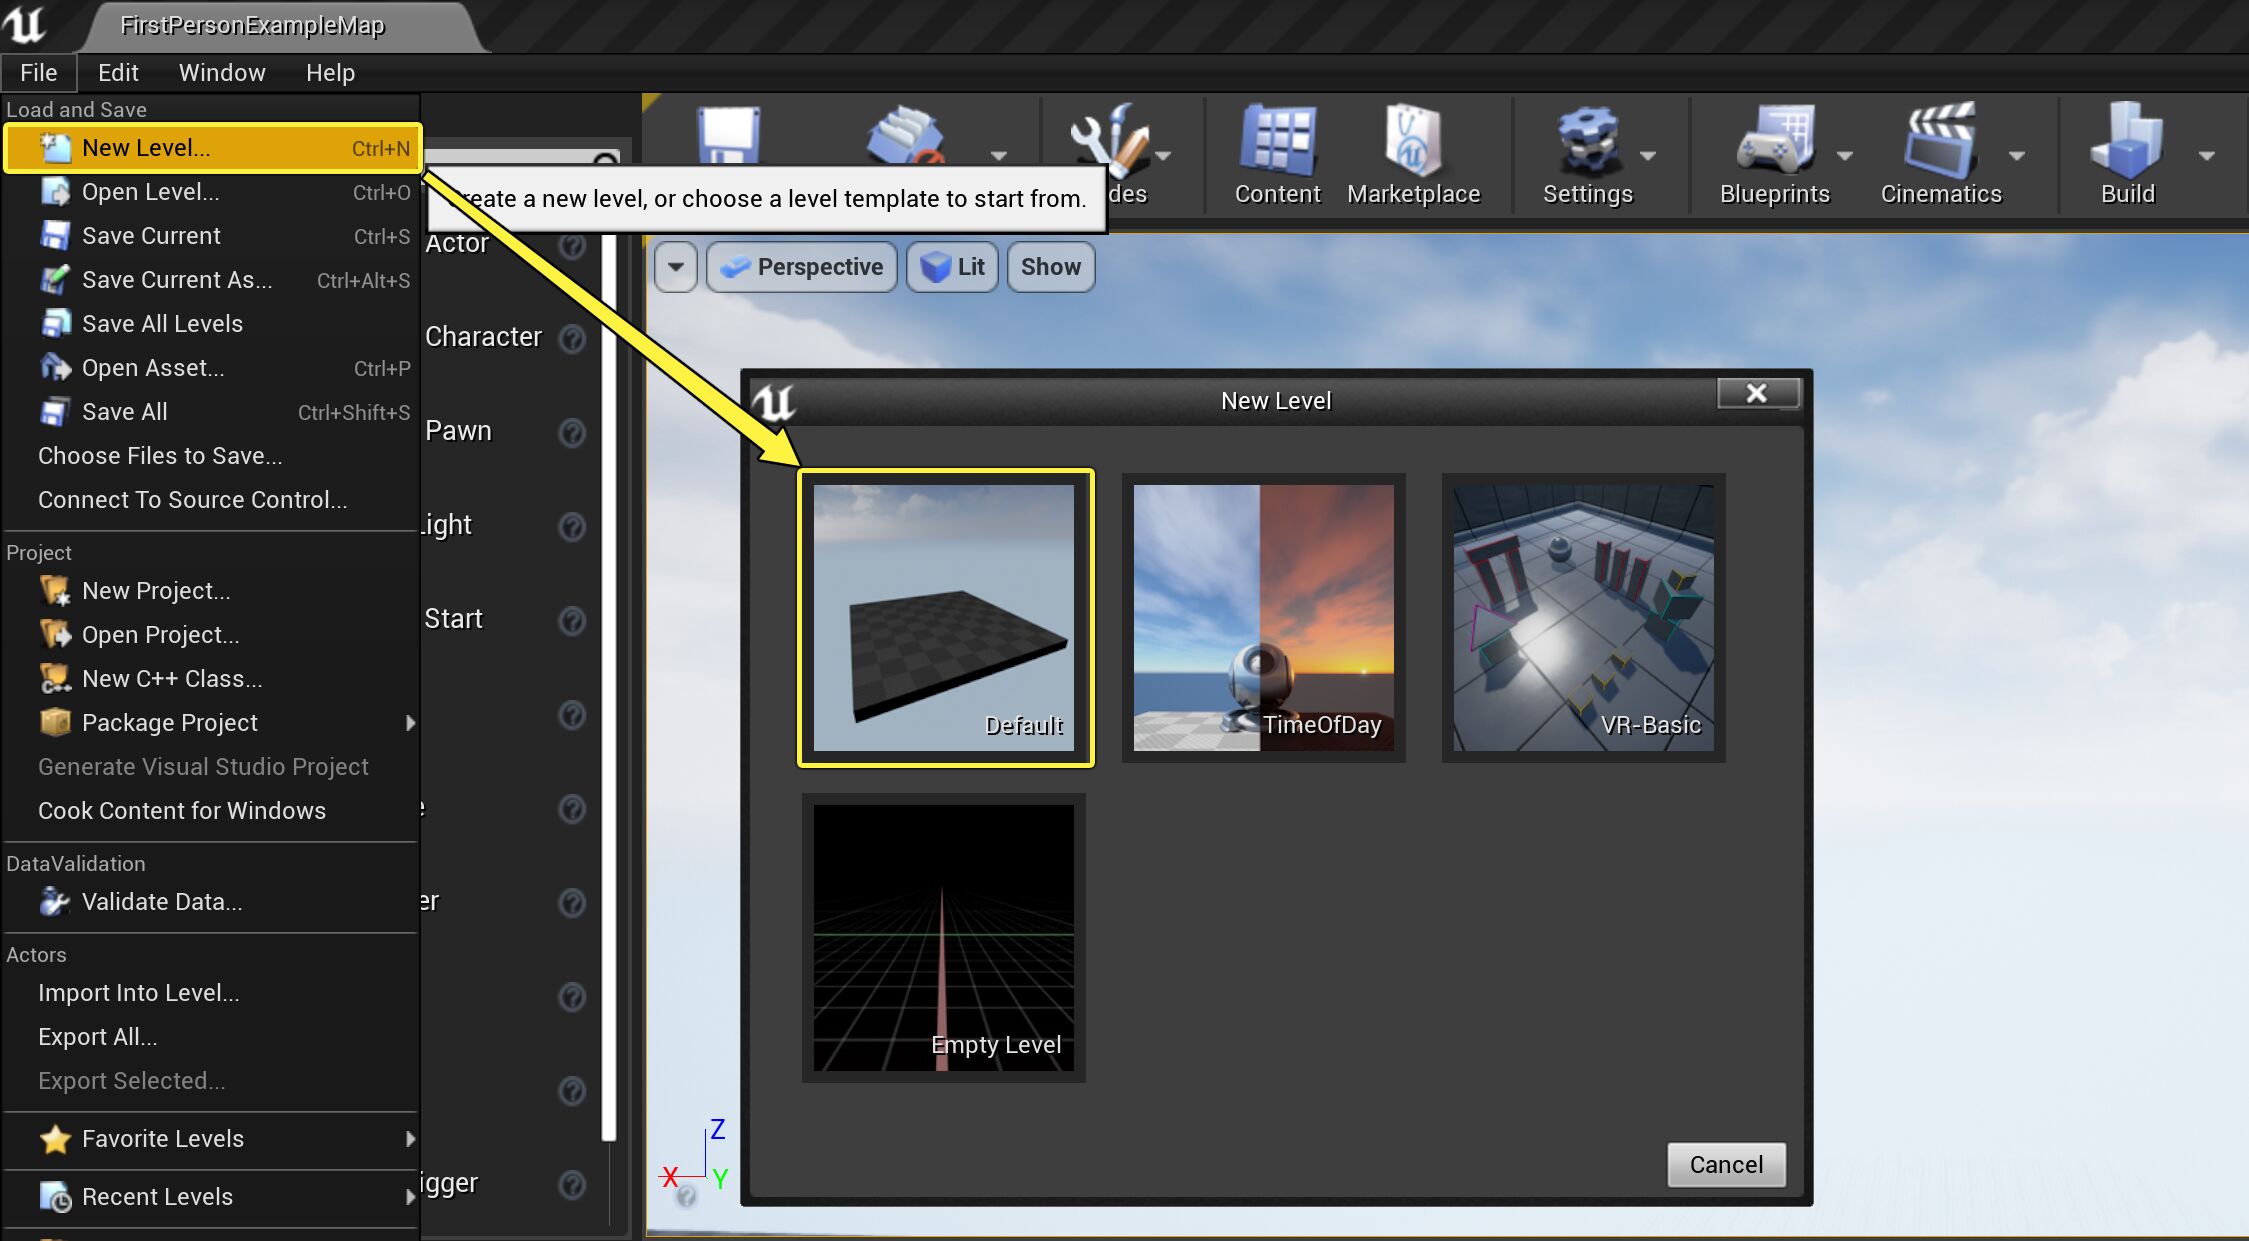 FirstPersonExampleMap
File Edit Window Help
Load and Save
New Level... Ctrl+N
Open Level... Ctrl+O
Save Current Ctrl+S
Save Current As... Ctrl+Alt+S
Save All Levels
Open Asset... Ctrl+P
Save All Ctrl+Shift+S
Choose Files to Save...
Connect To Source Control...
Project
New Project...
Open Project...
New C++ Class...
Package Project
Generate Visual Studio Project
Cook Content for Windows
DataValidation
Validate Data...
Actors
Import Into Level...
Export All...
Export Selected...
Favorite Levels
Recent Levels
a new level, or choose a level template to start from.
Actor
Character
Pawn
Light
Start
Content
Marketplace
Settings
Blueprints
Cinematics
Build
Perspective
Lit
Show
New Level
Default
TimeOfDay
VR-Basic
Empty Level
Cancel
Z
X
Y